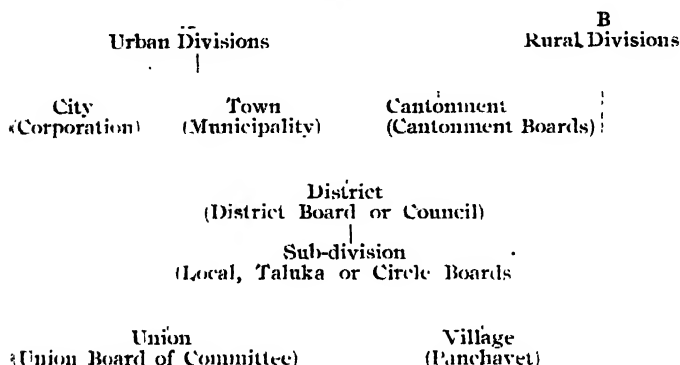 B
Urban Divisions Rural Divisions
City Town Cantonment
(Corporation) (Municipality) (Cantonment Boards)
District
(District Board or Council)
Sub-division
(Local, Taluka or Circle Boards
Union Village
(Union Board of Committee) (Panchayet)